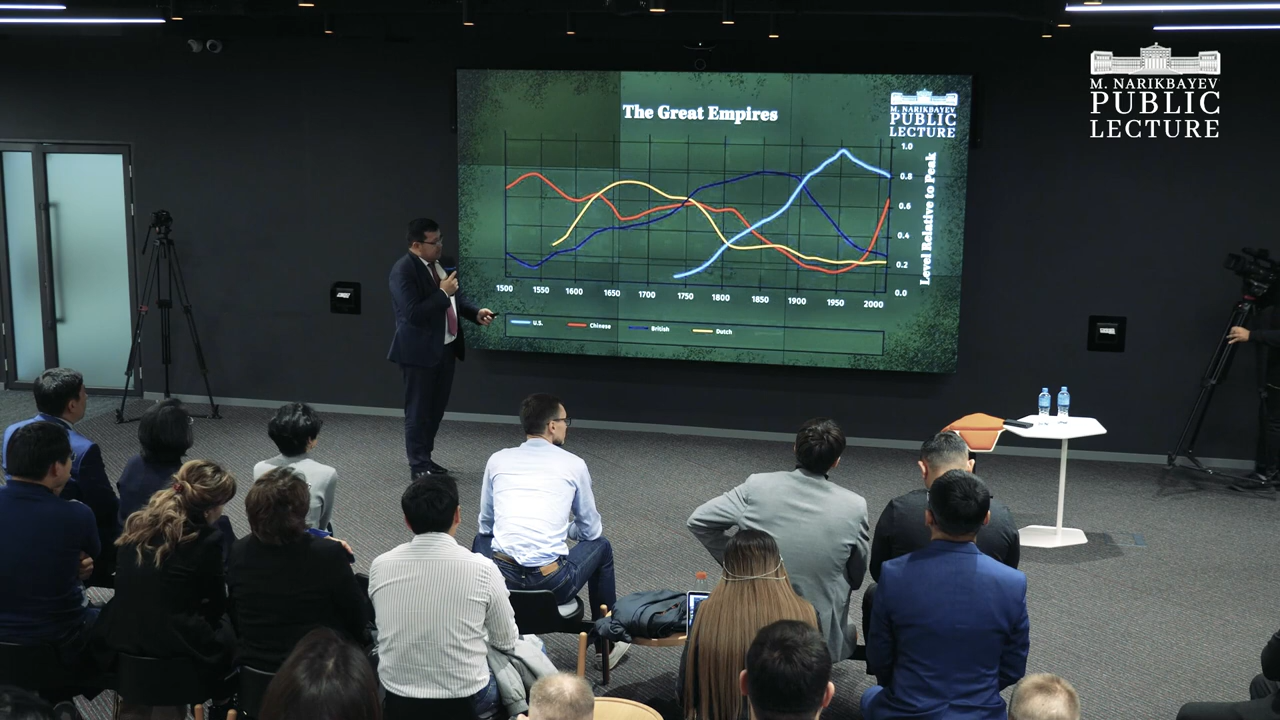 M. NARIKBAYEV
PUBLIC
LECTURE
The Great Empires
M. NARIKBAYEV
PUBLIC
LECTURE
1.0
0.8
0.6
0.4
0.2
0.0
Level Relative to Peak
1500 1550 1600 1650 1700 1750 1800 1850 1900 1950 2000
U.S. Chinese British Dutch